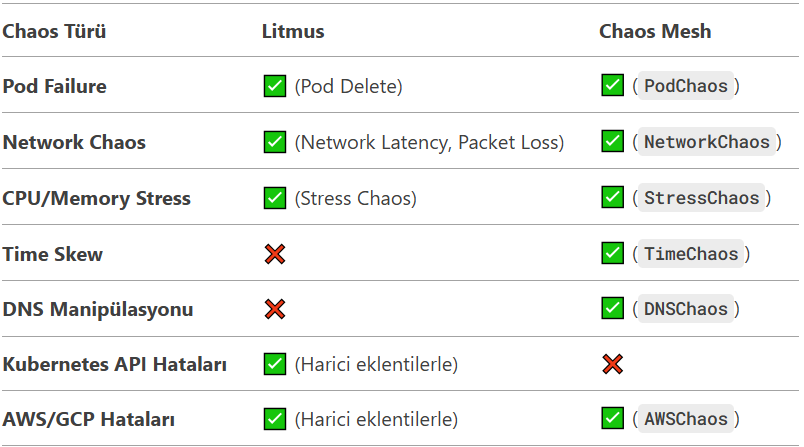 Chaos Türü Litmus Chaos Mesh
Pod Failure ✅ (Pod Delete) ✅ (PodChaos)
Network Chaos ✅ (Network Latency, Packet Loss) ✅ (NetworkChaos)
CPU/Memory Stress ✅ (Stress Chaos) ✅ (StressChaos)
Time Skew ❌ ✅ (TimeChaos)
DNS Manipülasyonu ❌ ✅ (DNSChaos)
Kubernetes API Hataları ✅ (Harici eklentilerle) ❌
AWS/GCP Hataları ✅ (Harici eklentilerle) ✅ (AWSChaos)